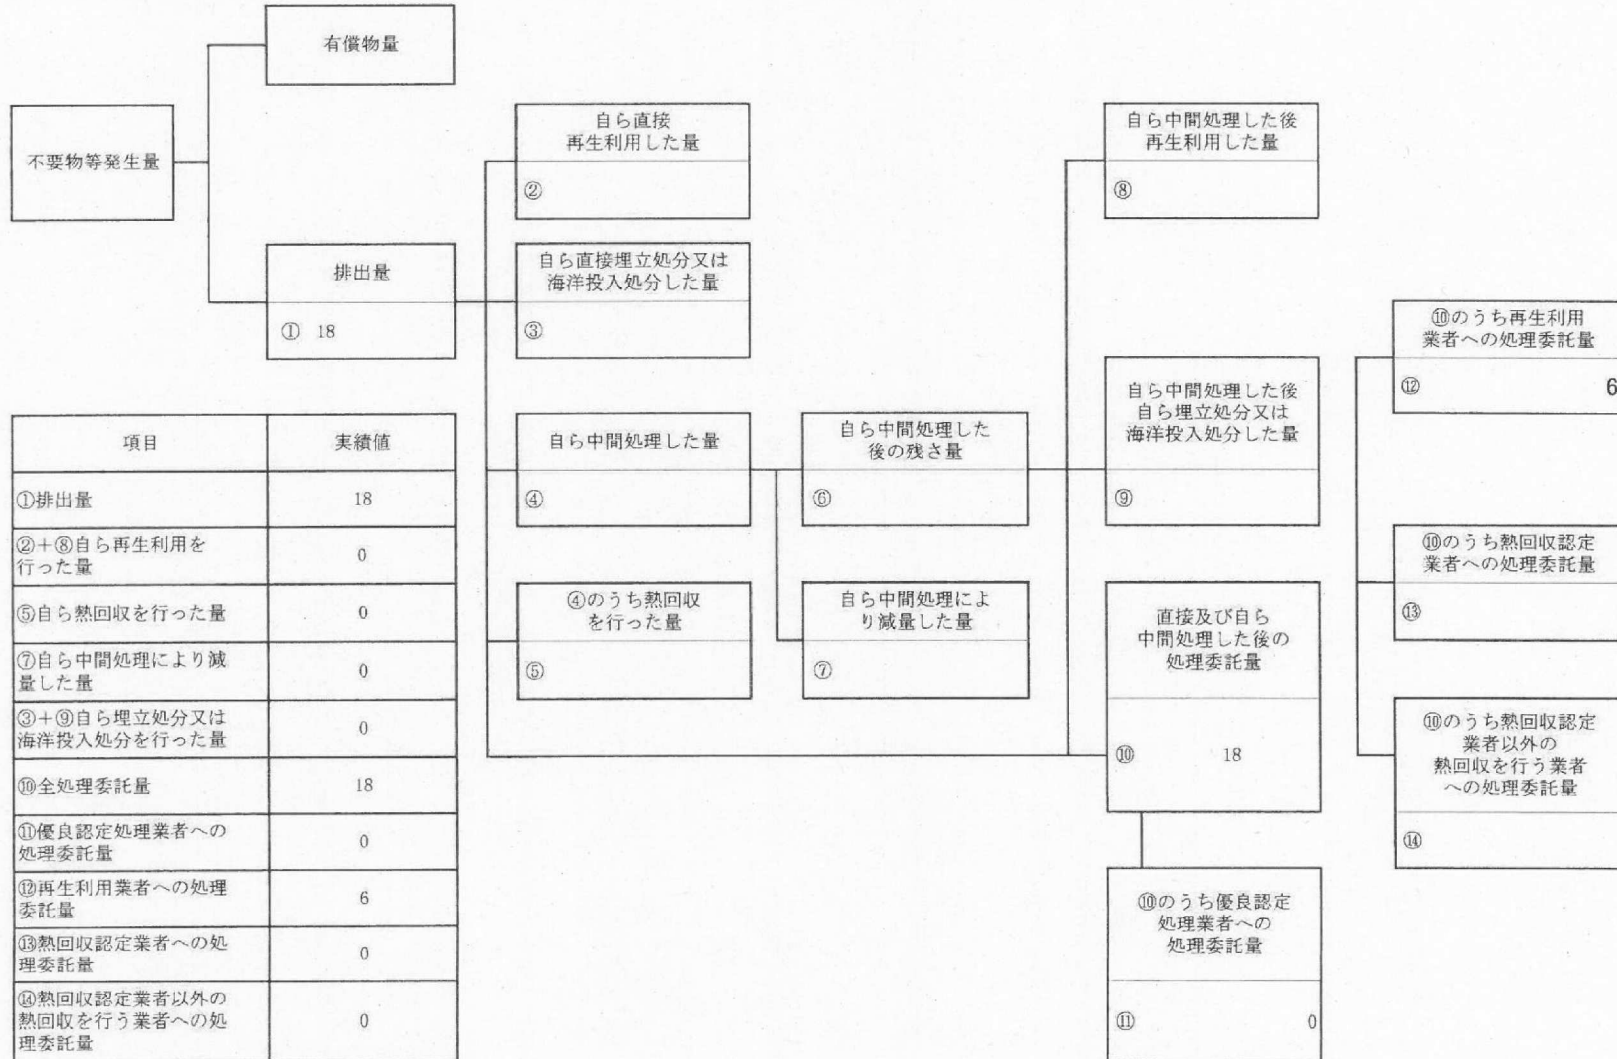 有償物量
不要物等発生量
排出量
① 18
自ら直接
再生利用した量
②
自ら直接埋立処分又は
海洋投入処分した量
③
自ら中間処理した量
④
④のうち熱回収
を行った量
⑤
自ら中間処理した
後の残さ量
⑥
自ら中間処理によ
り減量した量
⑦
自ら中間処理した後
再生利用した量
⑧
自ら中間処理した後
自ら埋立処分又は
海洋投入処分した量
⑨
直接及び自ら
中間処理した後の
処理委託量
⑩ 18
⑩のうち優良認定
処理業者への
処理委託量
⑪ 0
⑩のうち再生利用
業者への処理委託量
⑫ 6
⑩のうち熱回収認定
業者への処理委託量
⑬
⑩のうち熱回収認定
業者以外の
熱回収を行う業者
への処理委託量
⑭
項目 実績値
①排出量 18
②+⑧自ら再生利用を
行った量 0
⑤自ら熱回収を行った量 0
⑦自ら中間処理により減
量した量 0
③+⑨自ら埋立処分又は
海洋投入処分を行った量 0
⑩全処理委託量 18
⑪優良認定処理業者への
処理委託量 0
⑫再生利用業者への処理
委託量 6
⑬熱回収認定業者への処
理委託量 0
⑭熱回収認定業者以外の
熱回収を行う業者への処
理委託量 0